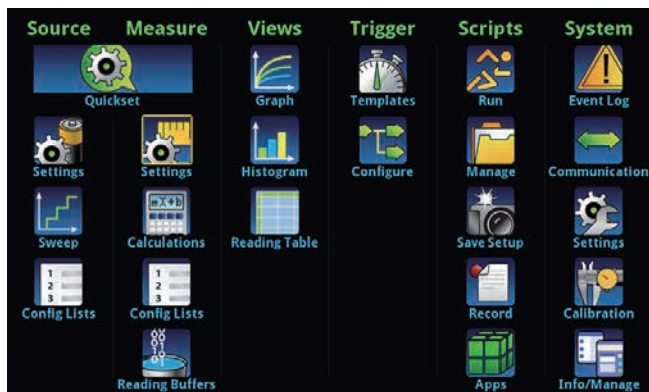 Source Measure Views Trigger Scripts System
Quickset Graph Templates Run Event Log
Settings Settings Histogram Configure Manage Communication
Sweep Calculations Reading Table Save Setup Settings
Config Lists Config Lists Record Calibration
Reading Buffers Apps Info/Manage